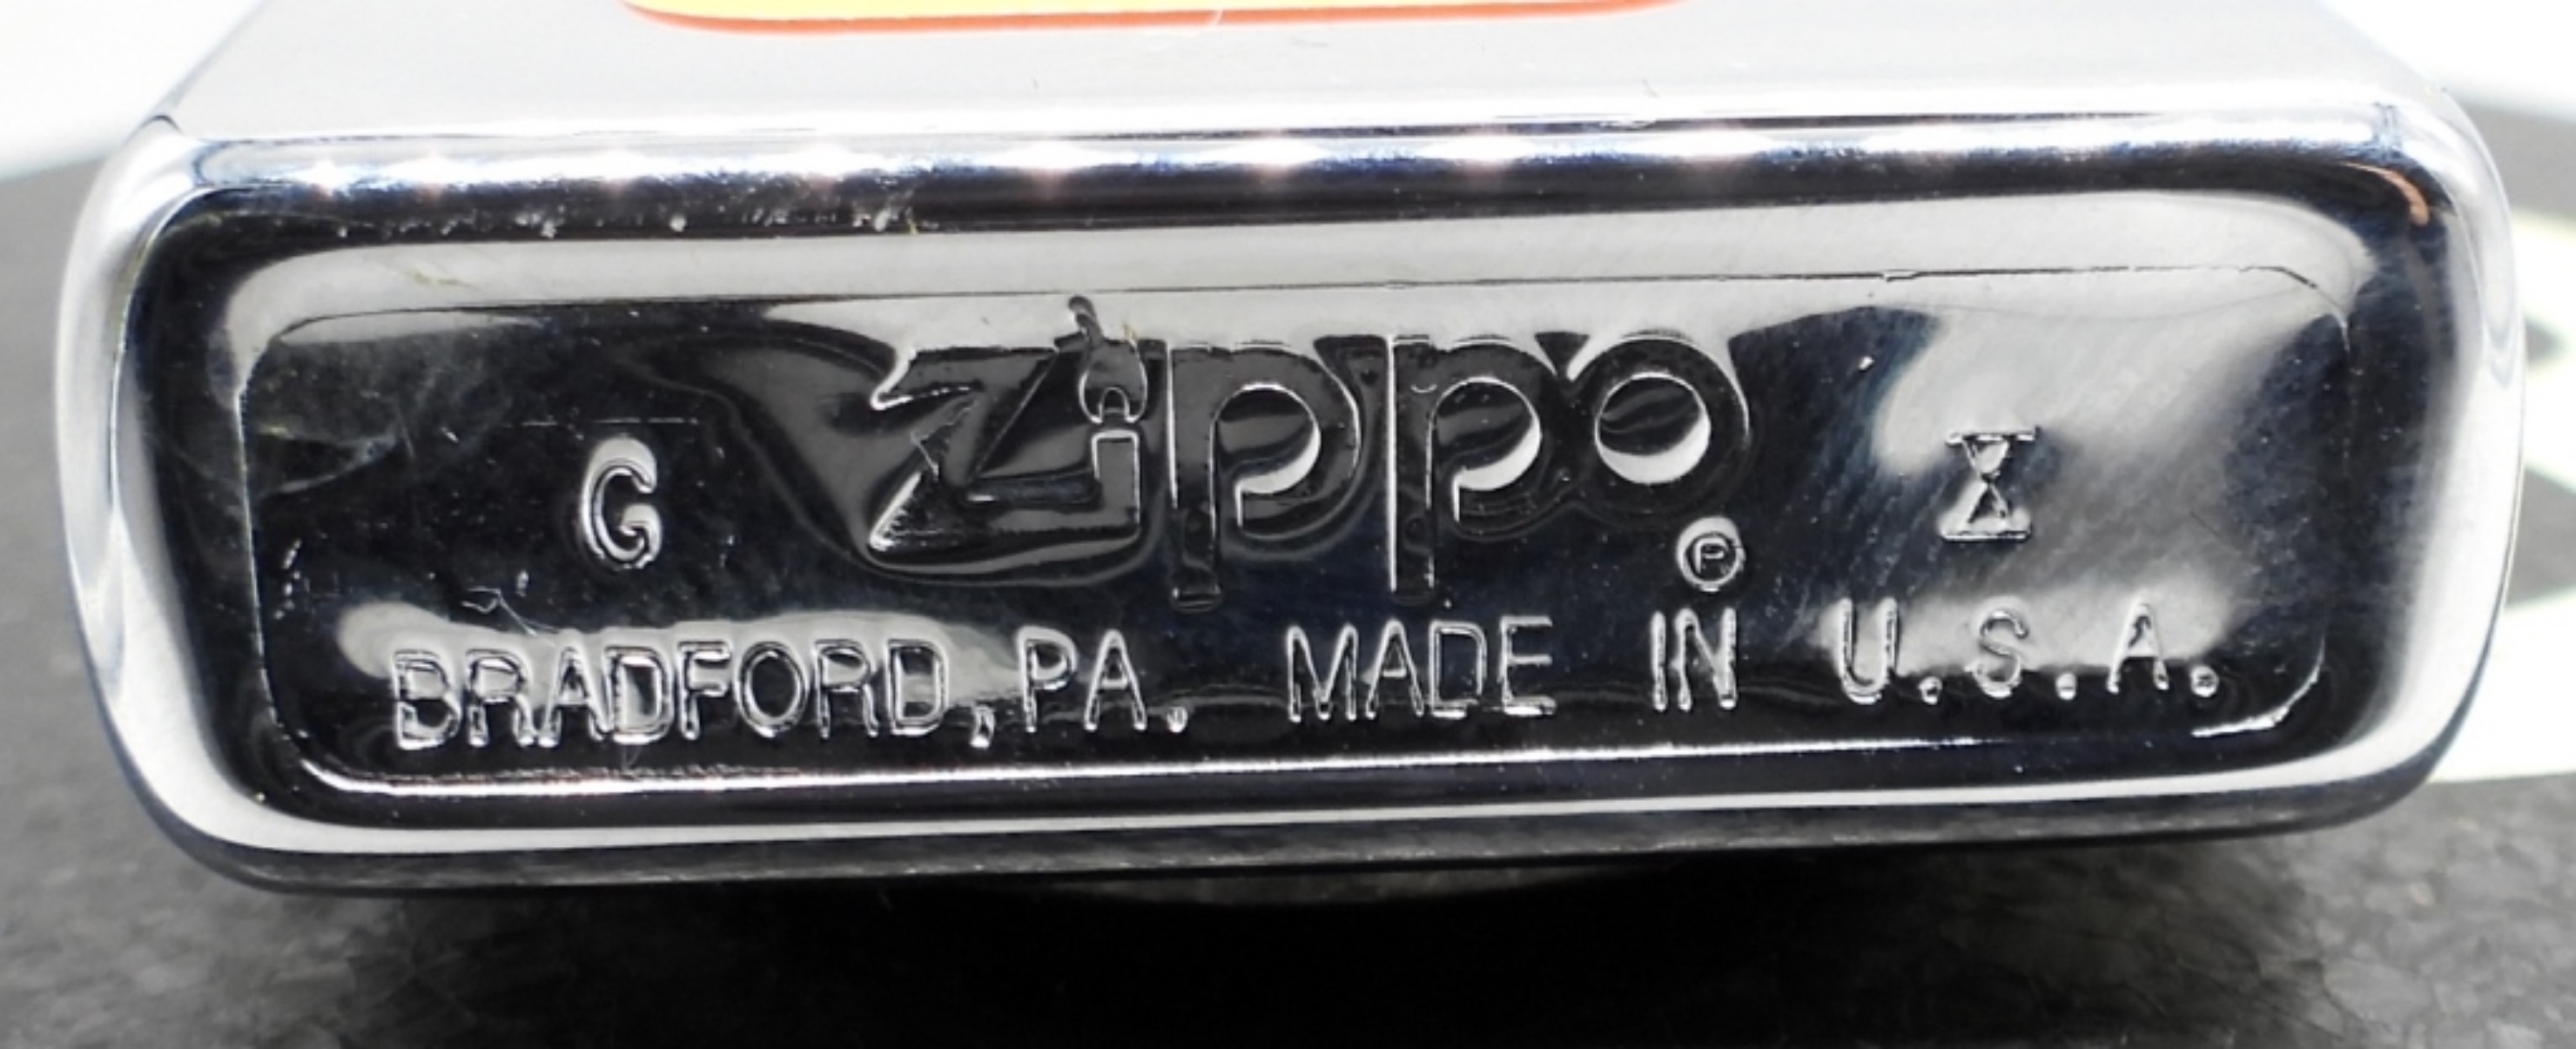 G zippo X
®
BRADFORD, PA. MADE IN U.S.A.